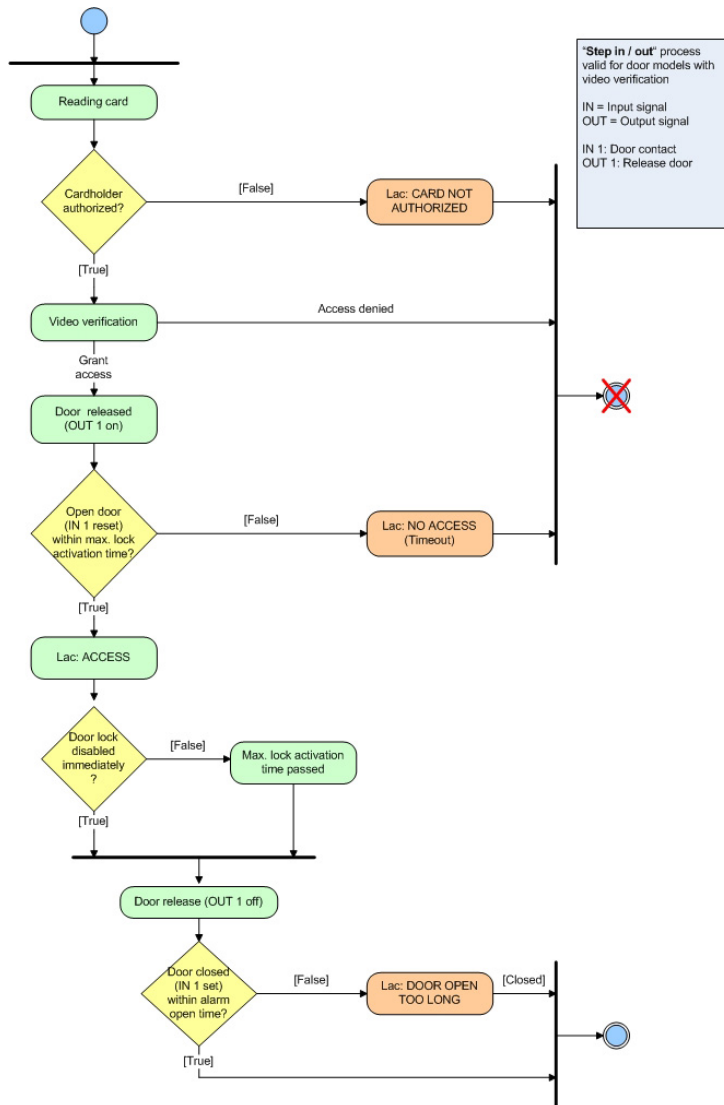 "Step in / out" process
valid for door models with
video verification
IN = Input signal
OUT = Output signal
IN 1: Door contact
OUT 1: Release door
Reading card
Cardholder
authorized?
[False]
Lac: CARD NOT
AUTHORIZED
[True]
Video verification
Access denied
Grant
access
Door released
(OUT 1 on)
Open door
(IN 1 reset)
within max. lock
activation time?
[False]
Lac: NO ACCESS
(Timeout)
[True]
Lac: ACCESS
Door lock
disabled
immediately
?
[False]
Max. lock activation
time passed
[True]
Door release (OUT 1 off)
Door closed
(IN 1 set)
within alarm
open time?
[False]
Lac: DOOR OPEN
TOO LONG
[Closed]
[True]